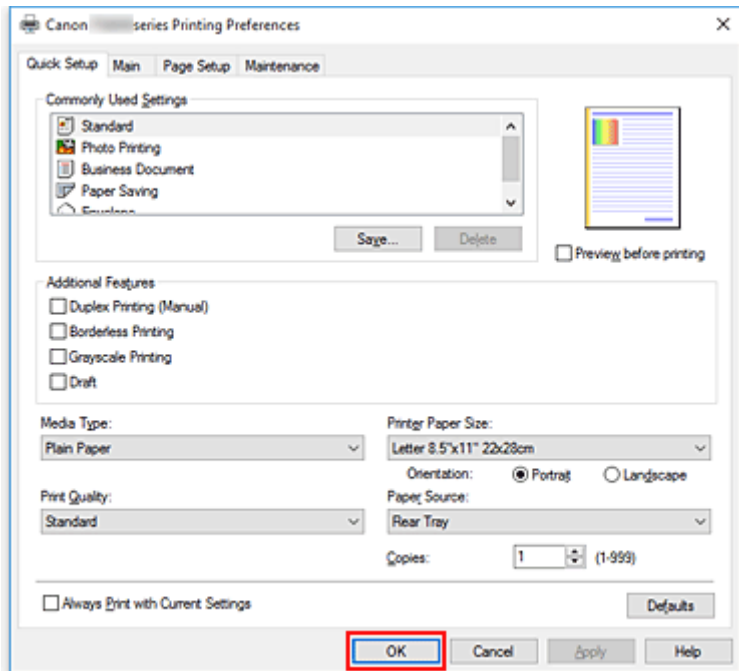 Canon series Printing Preferences
Quick Setup Main Page Setup Maintenance
Commonly Used Settings
Standard
Photo Printing
Business Document
Paper Saving
Envelope
Save... Delete
Preview before printing
Additional Features
Duplex Printing (Manual)
Borderless Printing
Grayscale Printing
Draft
Media Type: Printer Paper Size:
Plain Paper Letter 8.5"x11" 22x28cm
Orientation: Portrait Landscape
Print Quality: Paper Source:
Standard Rear Tray
Copies: 1 (1-999)
Always Print with Current Settings Defaults
OK Cancel Apply Help